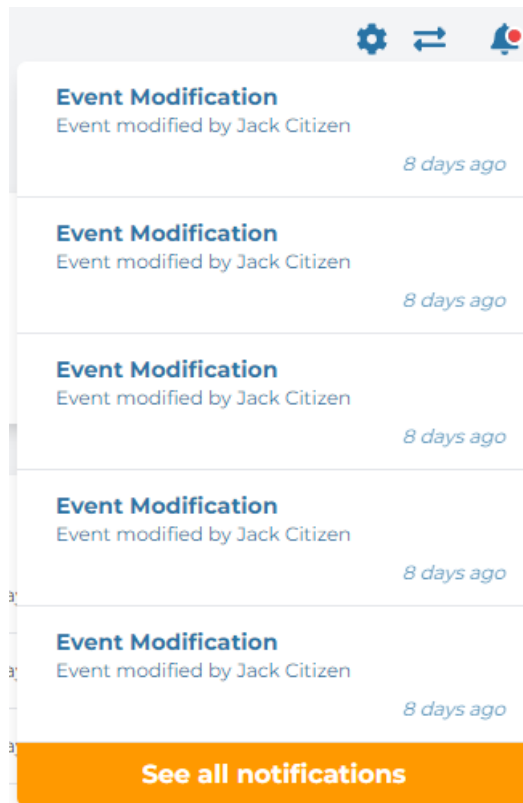 Event Modification
Event modified by Jack Citizen
8 days ago
Event Modification
Event modified by Jack Citizen
8 days ago
Event Modification
Event modified by Jack Citizen
8 days ago
Event Modification
Event modified by Jack Citizen
8 days ago
Event Modification
Event modified by Jack Citizen
8 days ago
See all notifications